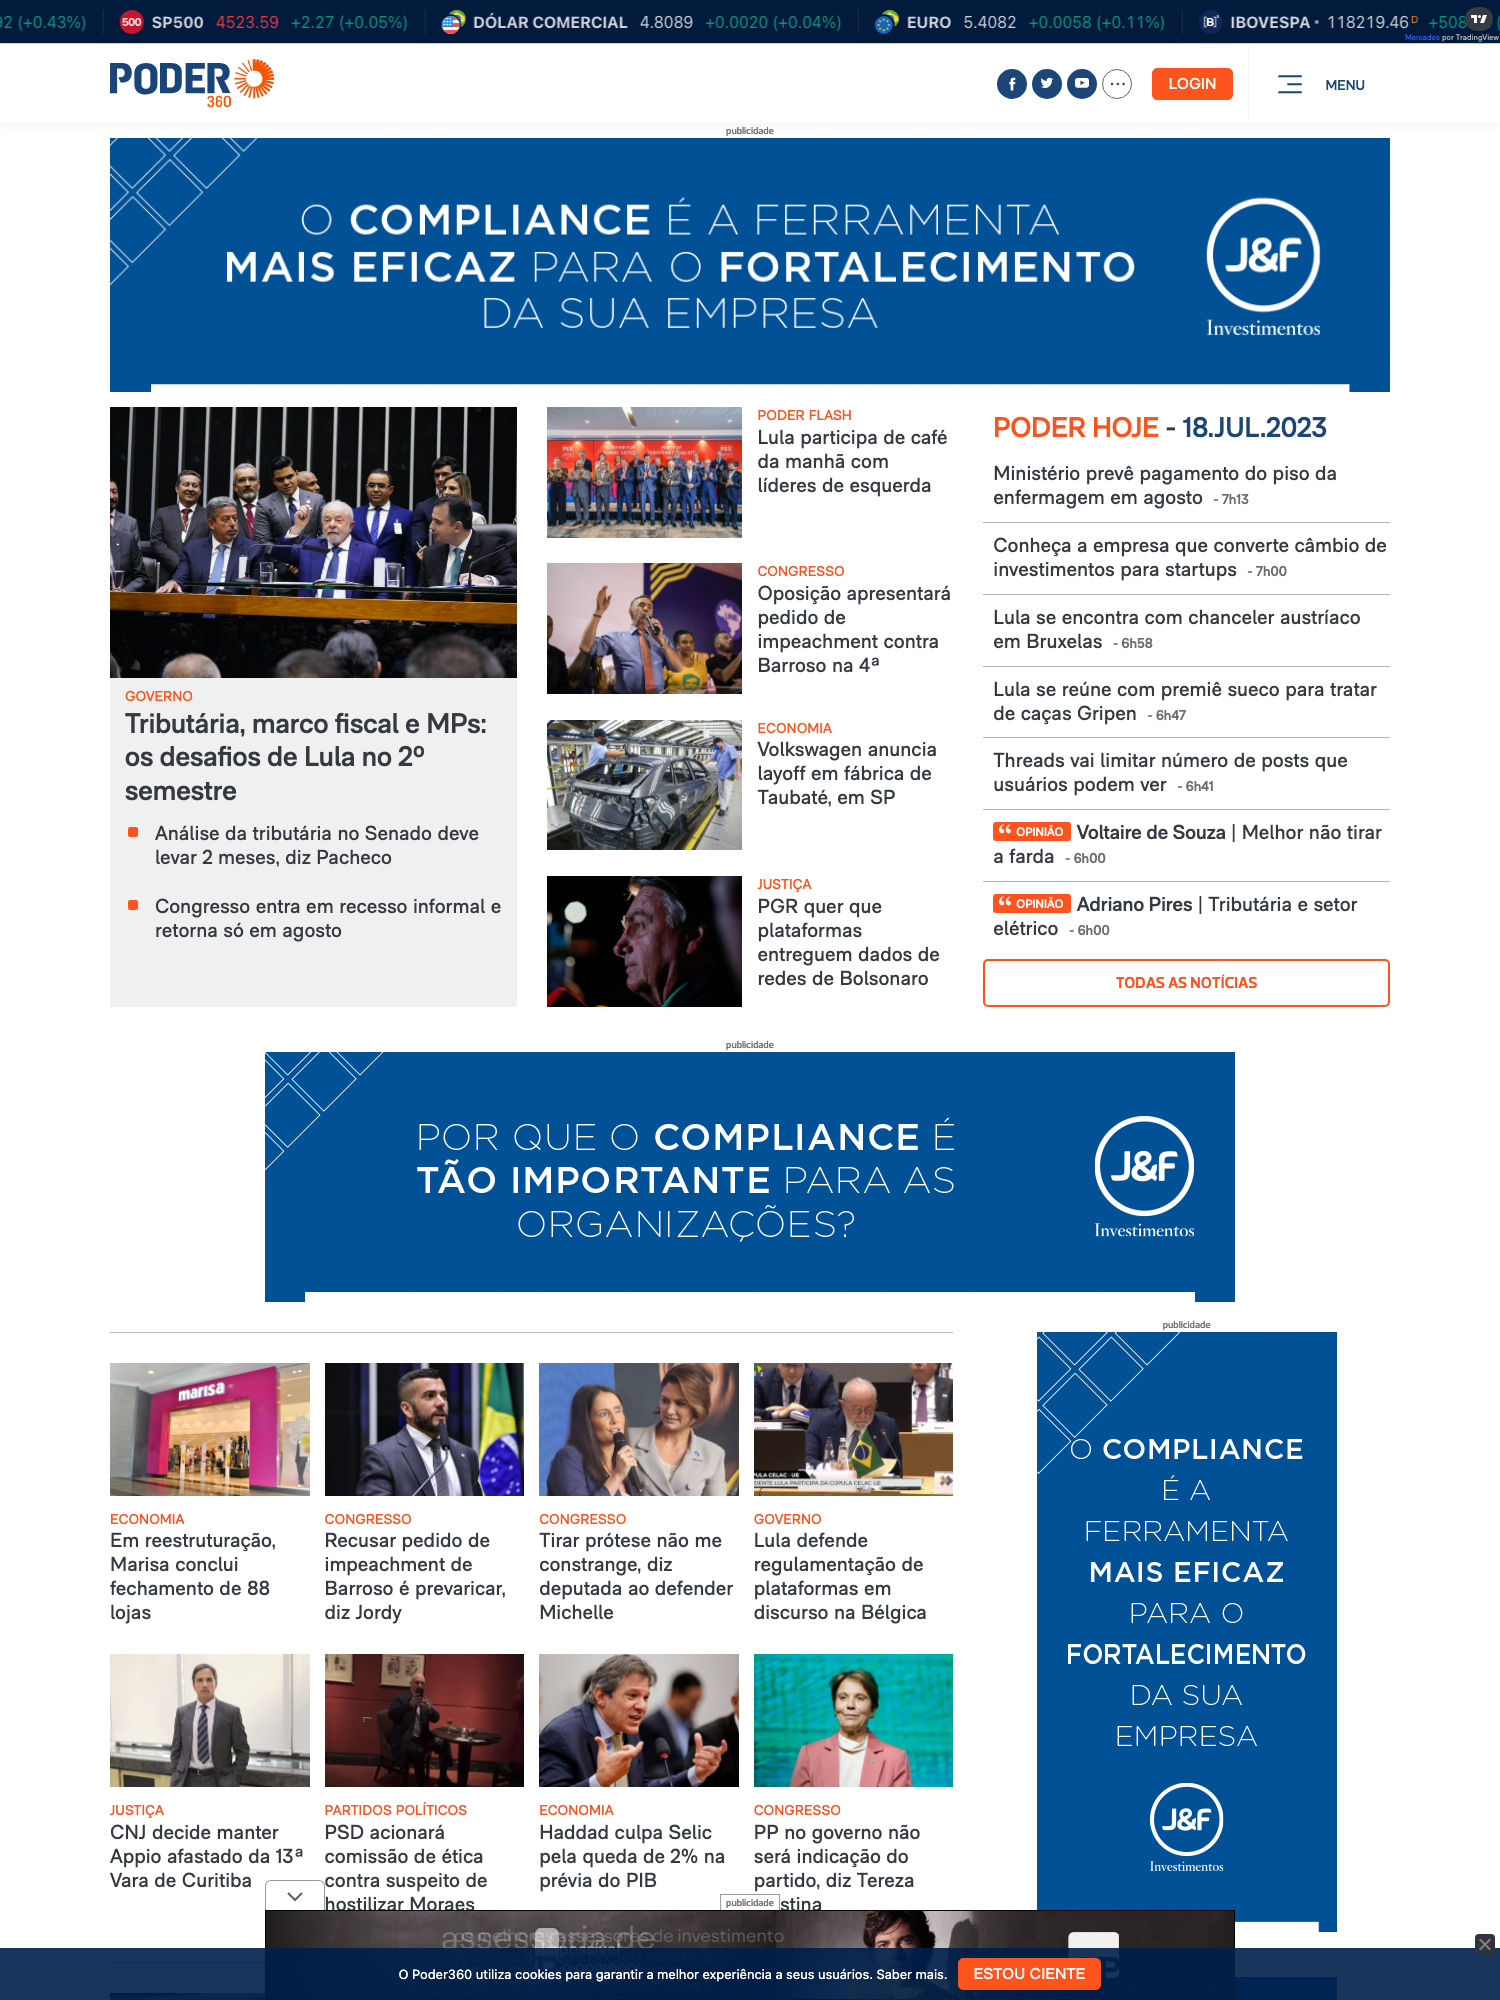 92 (+0.43%) SP500 4523.59 +2.27 (+0.05%) DÓLAR COMERCIAL 4.8089 +0.0020 (+0.04%) EURO 5.4082 +0.0058 (+0.11%) IBOVESPA 118219.46 D +508
Mercados por TradingView
PODER
360
LOGIN
MENU
publicidade
O COMPLIANCE É A FERRAMENTA
MAIS EFICAZ PARA O FORTALECIMENTO
DA SUA EMPRESA
J&F
Investimentos
GOVERNO
Tributária, marco fiscal e MPs:
os desafios de Lula no 2º
semestre
Análise da tributária no Senado deve
levar 2 meses, diz Pacheco
Congresso entra em recesso informal e
retorna só em agosto
PODER FLASH
Lula participa de café
da manhã com
líderes de esquerda
CONGRESSO
Oposição apresentará
pedido de
impeachment contra
Barroso na 4ª
ECONOMIA
Volkswagen anuncia
layoff em fábrica de
Taubaté, em SP
JUSTIÇA
PGR quer que
plataformas
entreguem dados de
redes de Bolsonaro
PODER HOJE - 18.JUL.2023
Ministério prevê pagamento do piso da
enfermagem em agosto - 7h13
Conheça a empresa que converte câmbio de
investimentos para startups - 7h00
Lula se encontra com chanceler austríaco
em Bruxelas - 6h58
Lula se reúne com premiê sueco para tratar
de caças Gripen - 6h47
Threads vai limitar número de posts que
usuários podem ver - 6h41
“ OPINIÃO Voltaire de Souza | Melhor não tirar
a farda - 6h00
“ OPINIÃO Adriano Pires | Tributária e setor
elétrico - 6h00
TODAS AS NOTÍCIAS
publicidade
POR QUE O COMPLIANCE É
TÃO IMPORTANTE PARA AS
ORGANIZAÇÕES?
J&F
Investimentos
marisa
ECONOMIA
Em reestruturação,
Marisa conclui
fechamento de 88
lojas
CONGRESSO
Recusar pedido de
impeachment de
Barroso é prevaricar,
diz Jordy
CONGRESSO
Tirar prótese não me
constrange, diz
deputada ao defender
Michelle
GOVERNO
Lula defende
regulamentação de
plataformas em
discurso na Bélgica
JUSTIÇA
CNJ decide manter
Appio afastado da 13ª
Vara de Curitiba
PARTIDOS POLÍTICOS
PSD acionará
comissão de ética
contra suspeito de
hostilizar Moraes
ECONOMIA
Haddad culpa Selic
pela queda de 2% na
prévia do PIB
CONGRESSO
PP no governo não
será indicação do
partido, diz Tereza
stina
publicidade
O COMPLIANCE
É A
FERRAMENTA
MAIS EFICAZ
PARA O
FORTALECIMENTO
DA SUA
EMPRESA
J&F
Investimentos
publicidade
os melhores assessores de investimento
O Poder360 utiliza cookies para garantir a melhor experiência a seus usuários. Saber mais.
ESTOU CIENTE